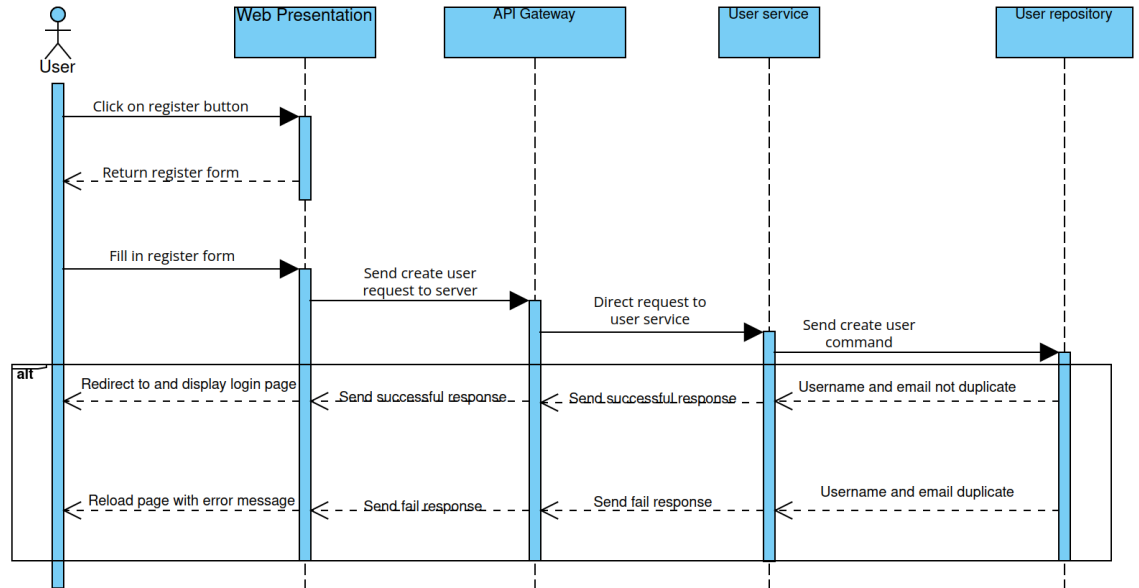 Web Presentation
API Gateway
User service
User repository
User
Click on register button
Return register form
Fill in register form
Send create user
request to server
Direct request to
user service
Send create user
command
alt
Redirect to and display login page
Send successful response
Send successful response
Username and email not duplicate
Reload page with error message
Send fail response
Send fail response
Username and email duplicate